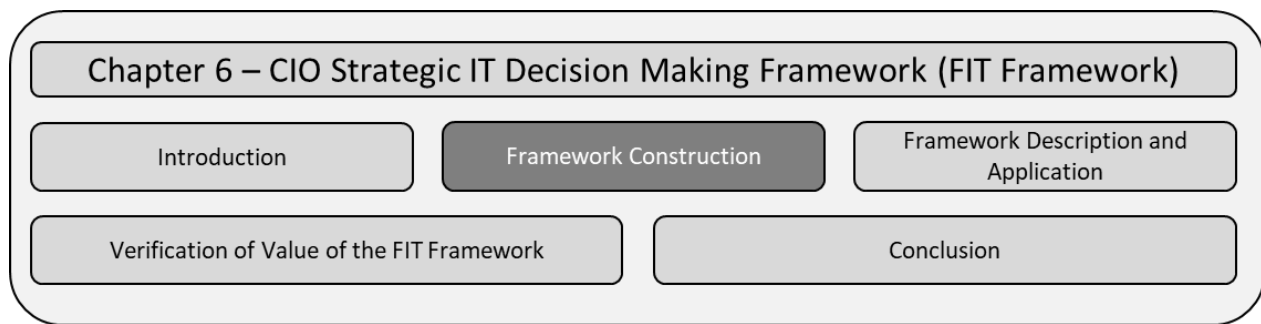 Chapter 6 – CIO Strategic IT Decision Making Framework (FIT Framework)
Introduction
Framework Construction
Framework Description and
Application
Verification of Value of the FIT Framework
Conclusion